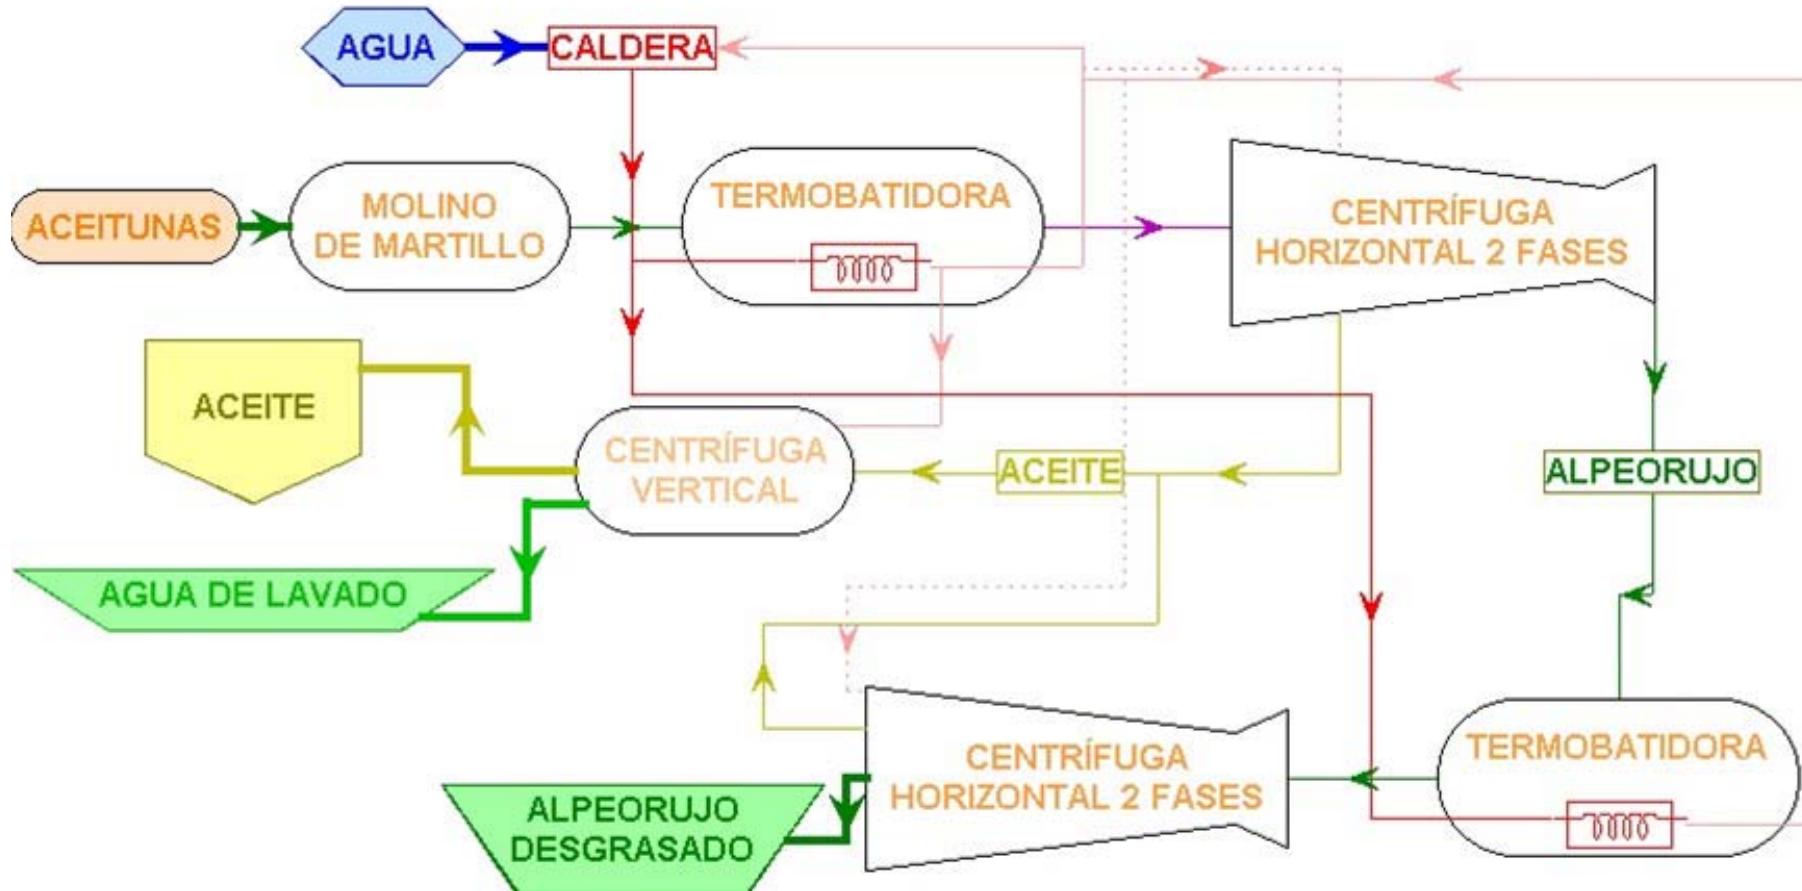 AGUA
CALDERA
ACEITUNAS
MOLINO
DE MARTILLO
TERMOBATIDORA
CENTRÍFUGA
HORIZONTAL 2 FASES
ACEITE
CENTRÍFUGA
VERTICAL
ACEITE
ALPEORUJO
AGUA DE LAVADO
CENTRÍFUGA
HORIZONTAL 2 FASES
TERMOBATIDORA
ALPEORUJO
DESGRASADO